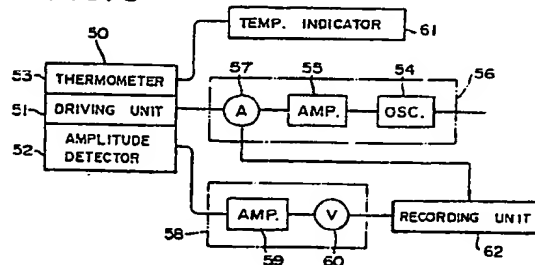 50
TEMP. INDICATOR
61
53
THERMOMETER
57
55
54
56
51
DRIVING UNIT
A
AMP.
OSC.
52
AMPLITUDE
DETECTOR
58
AMP.
59
V
60
RECORDING UNIT
62